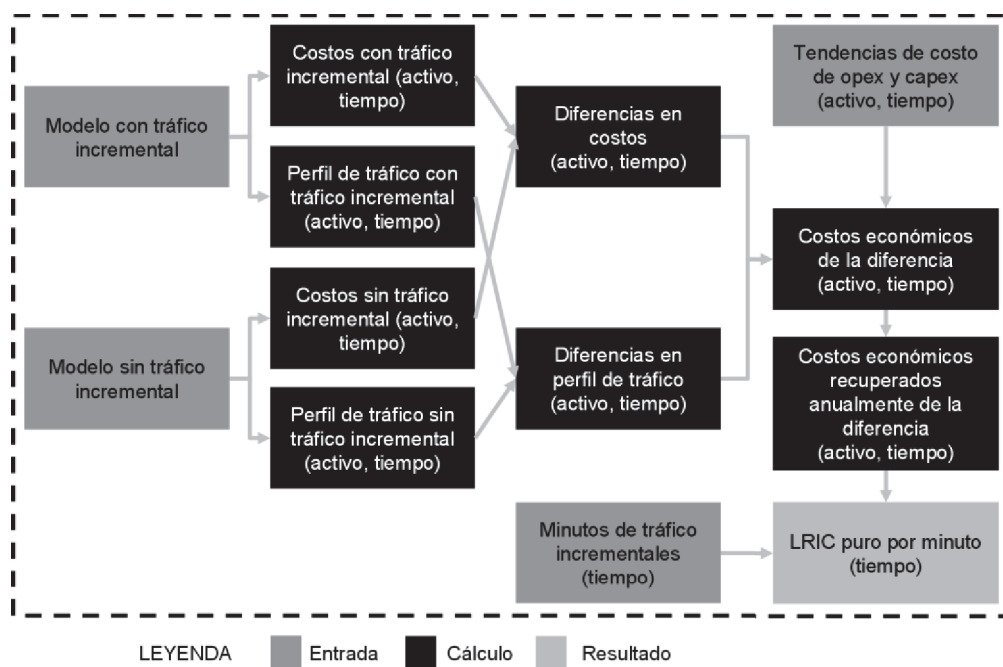 Modelo con tráfico
incremental
Modelo sin tráfico
incremental
Costos con tráfico
incremental (activo,
tiempo)
Perfil de tráfico con
tráfico incremental
(activo, tiempo)
Costos sin tráfico
incremental (activo,
tiempo)
Perfil de tráfico sin
tráfico incremental
(activo, tiempo)
Diferencias en
costos
(activo, tiempo)
Diferencias en
perfil de tráfico
(activo, tiempo)
Minutos de tráfico
incrementales
(tiempo)
Tendencias de costo
de opex y capex
(activo, tiempo)
Costos económicos
de la diferencia
(activo, tiempo)
Costos económicos
recuperados
anualmente de la
diferencia
(activo, tiempo)
LRIC puro por minuto
(tiempo)
LEYENDA
Entrada
Cálculo
Resultado